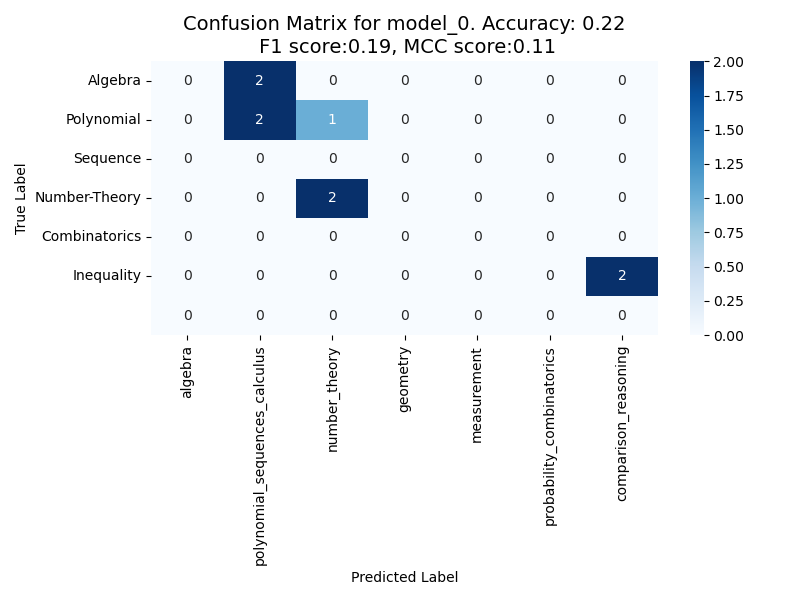 Confusion Matrix for model_0. Accuracy: 0.22
F1 score:0.19, MCC score:0.11
True Label
Algebra 0 2 0 0 0 0 0
Polynomial 0 2 1 0 0 0 0
Sequence 0 0 0 0 0 0 0
Number-Theory 0 0 2 0 0 0 0
Combinatorics 0 0 0 0 0 0 0
Inequality 0 0 0 0 0 0 2
0 0 0 0 0 0 0
algebra
polynomial_sequences_calculus
number_theory
geometry
measurement
probability_combinatorics
comparison_reasoning
Predicted Label
2.00
1.75
1.50
1.25
1.00
0.75
0.50
0.25
0.00